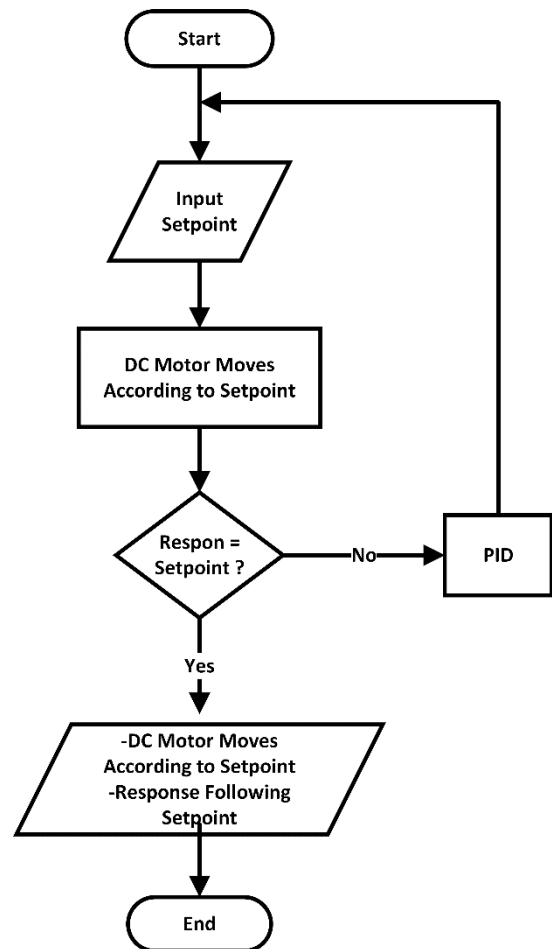 Start
Input
Setpoint
DC Motor Moves
According to Setpoint
Respon =
Setpoint ?
No
PID
Yes
-DC Motor Moves
According to Setpoint
-Response Following
Setpoint
End